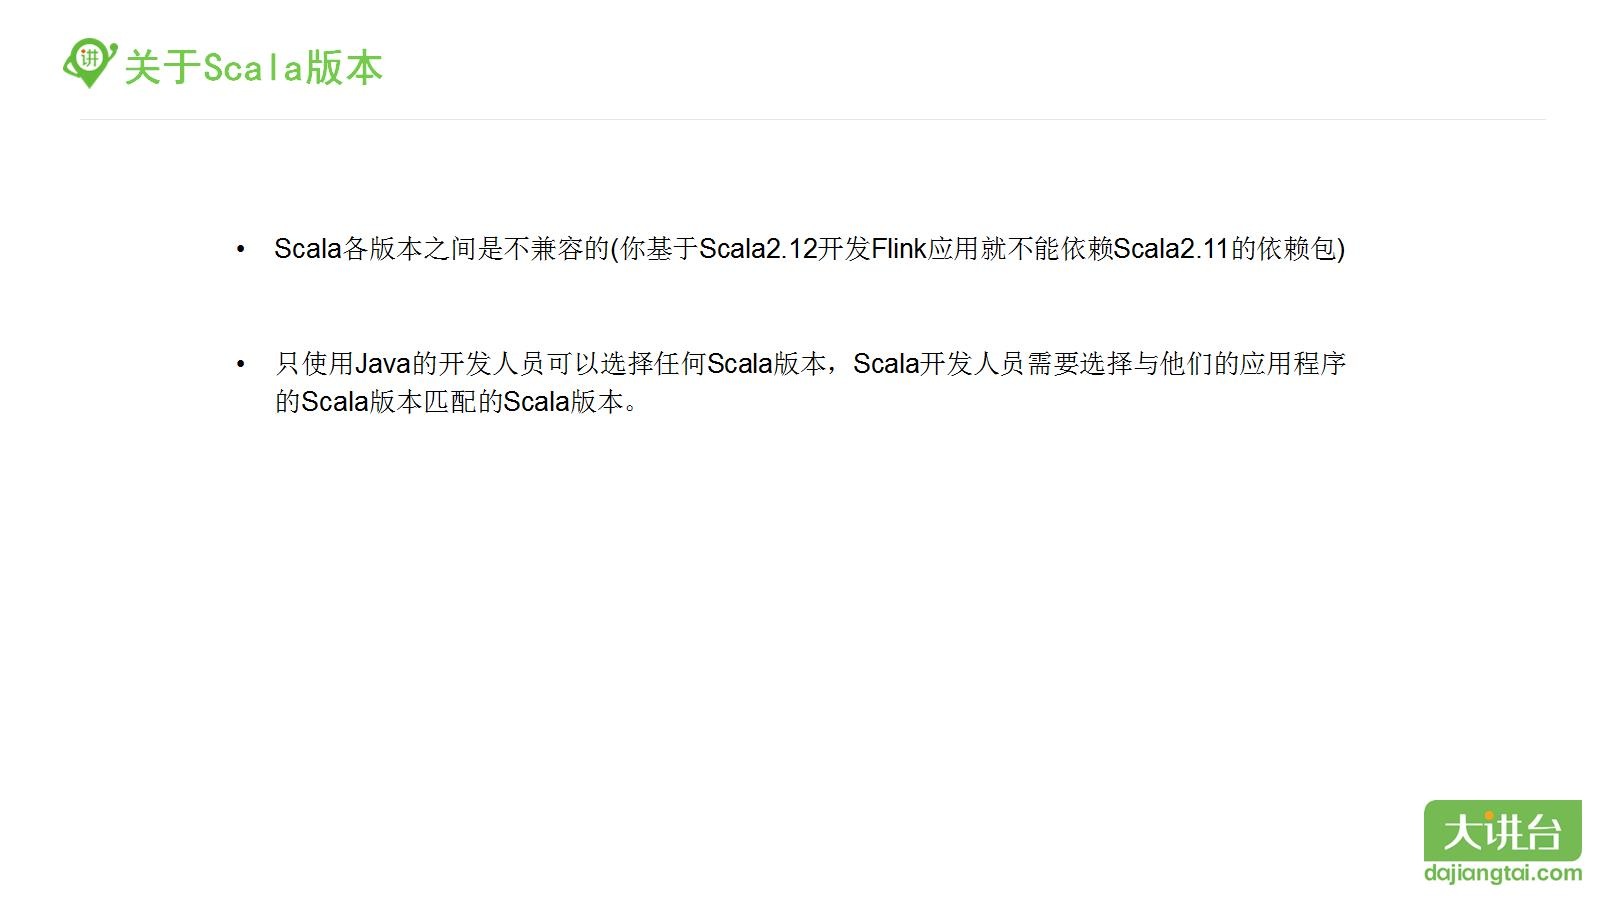 讲
关于Scala版本
• Scala各版本之间是不兼容的(你基于Scala2.12开发Flink应用就不能依赖Scala2.11的依赖包)
• 只使用Java的开发人员可以选择任何Scala版本，Scala开发人员需要选择与他们的应用程序
的Scala版本匹配的Scala版本。
大讲台
dajiangtai.com